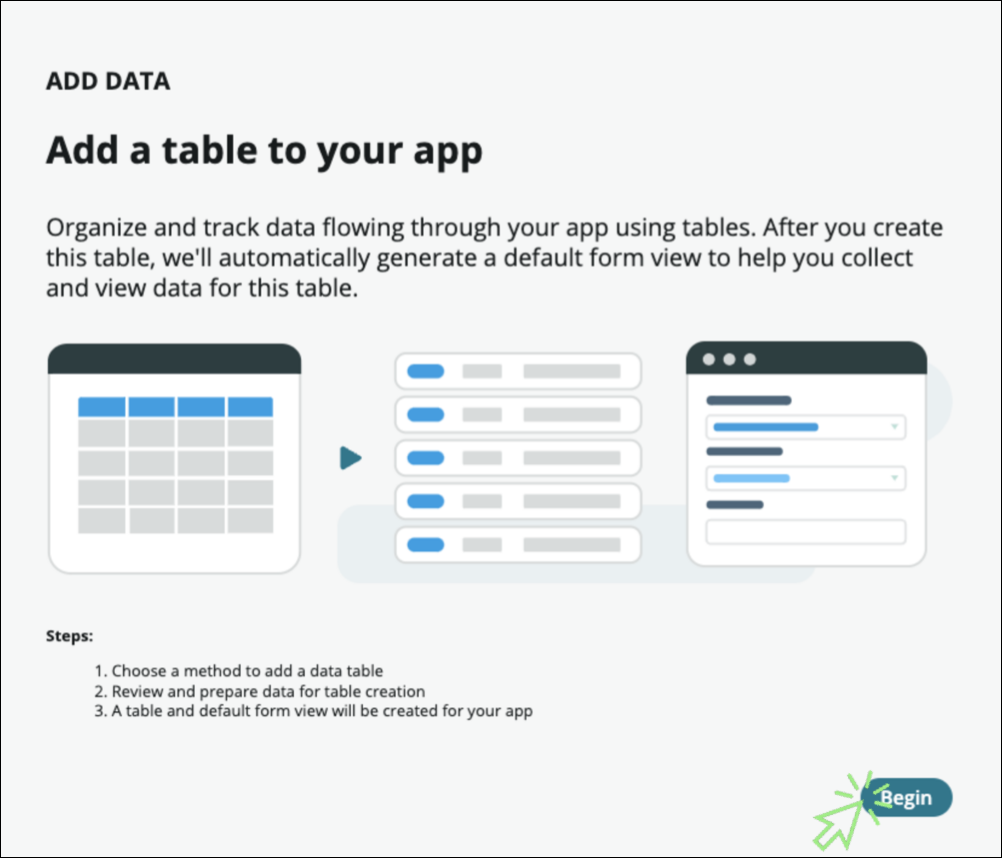 ADD DATA
Add a table to your app
Organize and track data flowing through your app using tables. After you create
this table, we'll automatically generate a default form view to help you collect
and view data for this table.
Steps:
1. Choose a method to add a data table
2. Review and prepare data for table creation
3. A table and default form view will be created for your app
Begin